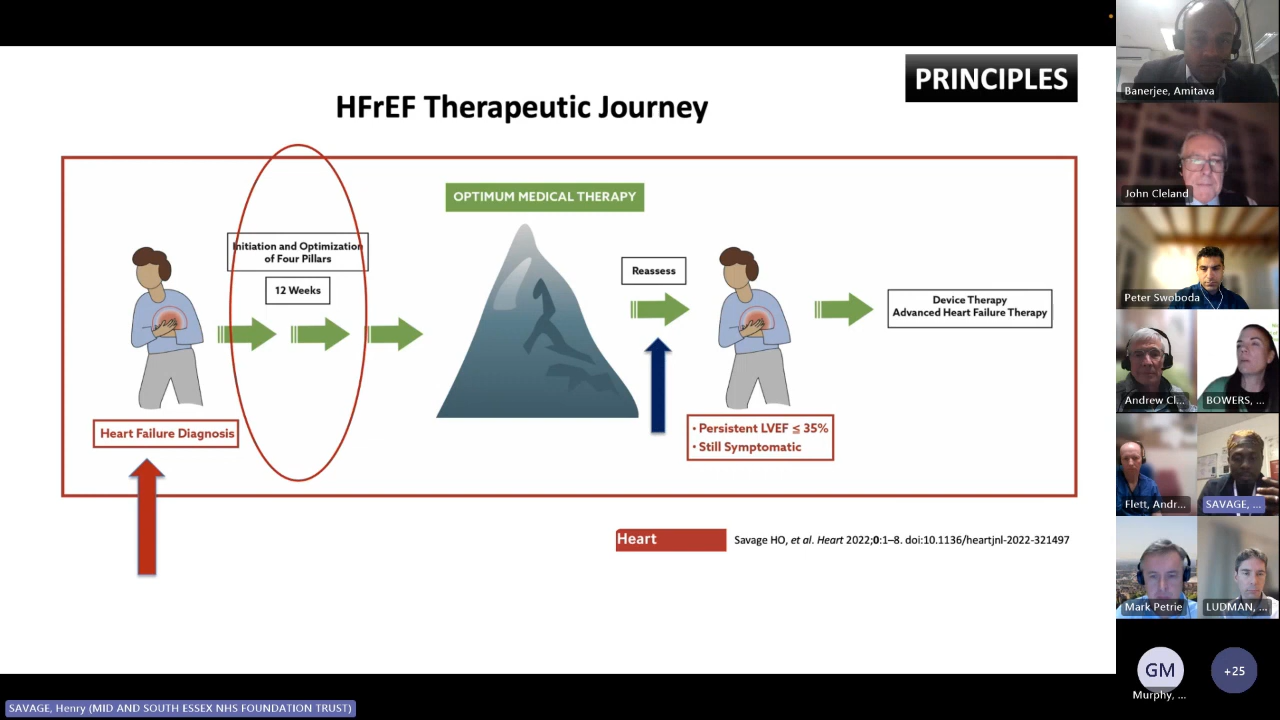 PRINCIPLES
HFrEF Therapeutic Journey
OPTIMUM MEDICAL THERAPY
Initiation and Optimization
of Four Pillars
12 Weeks
Reassess
Device Therapy
Advanced Heart Failure Therapy
Heart Failure Diagnosis
• Persistent LVEF ≤ 35%
• Still Symptomatic
Heart
Savage HO, et al. Heart 2022;0:1–8. doi:10.1136/heartjnl-2022-321497
Banerjee, Amitava
John Cleland
Peter Swoboda
Andrew Cl...
BOWERS, ...
Flett, Andr...
SAVAGE, ...
Mark Petrie
LUDMAN, ...
GM
+25
Murphy, ...
SAVAGE, Henry (MID AND SOUTH ESSEX NHS FOUNDATION TRUST)